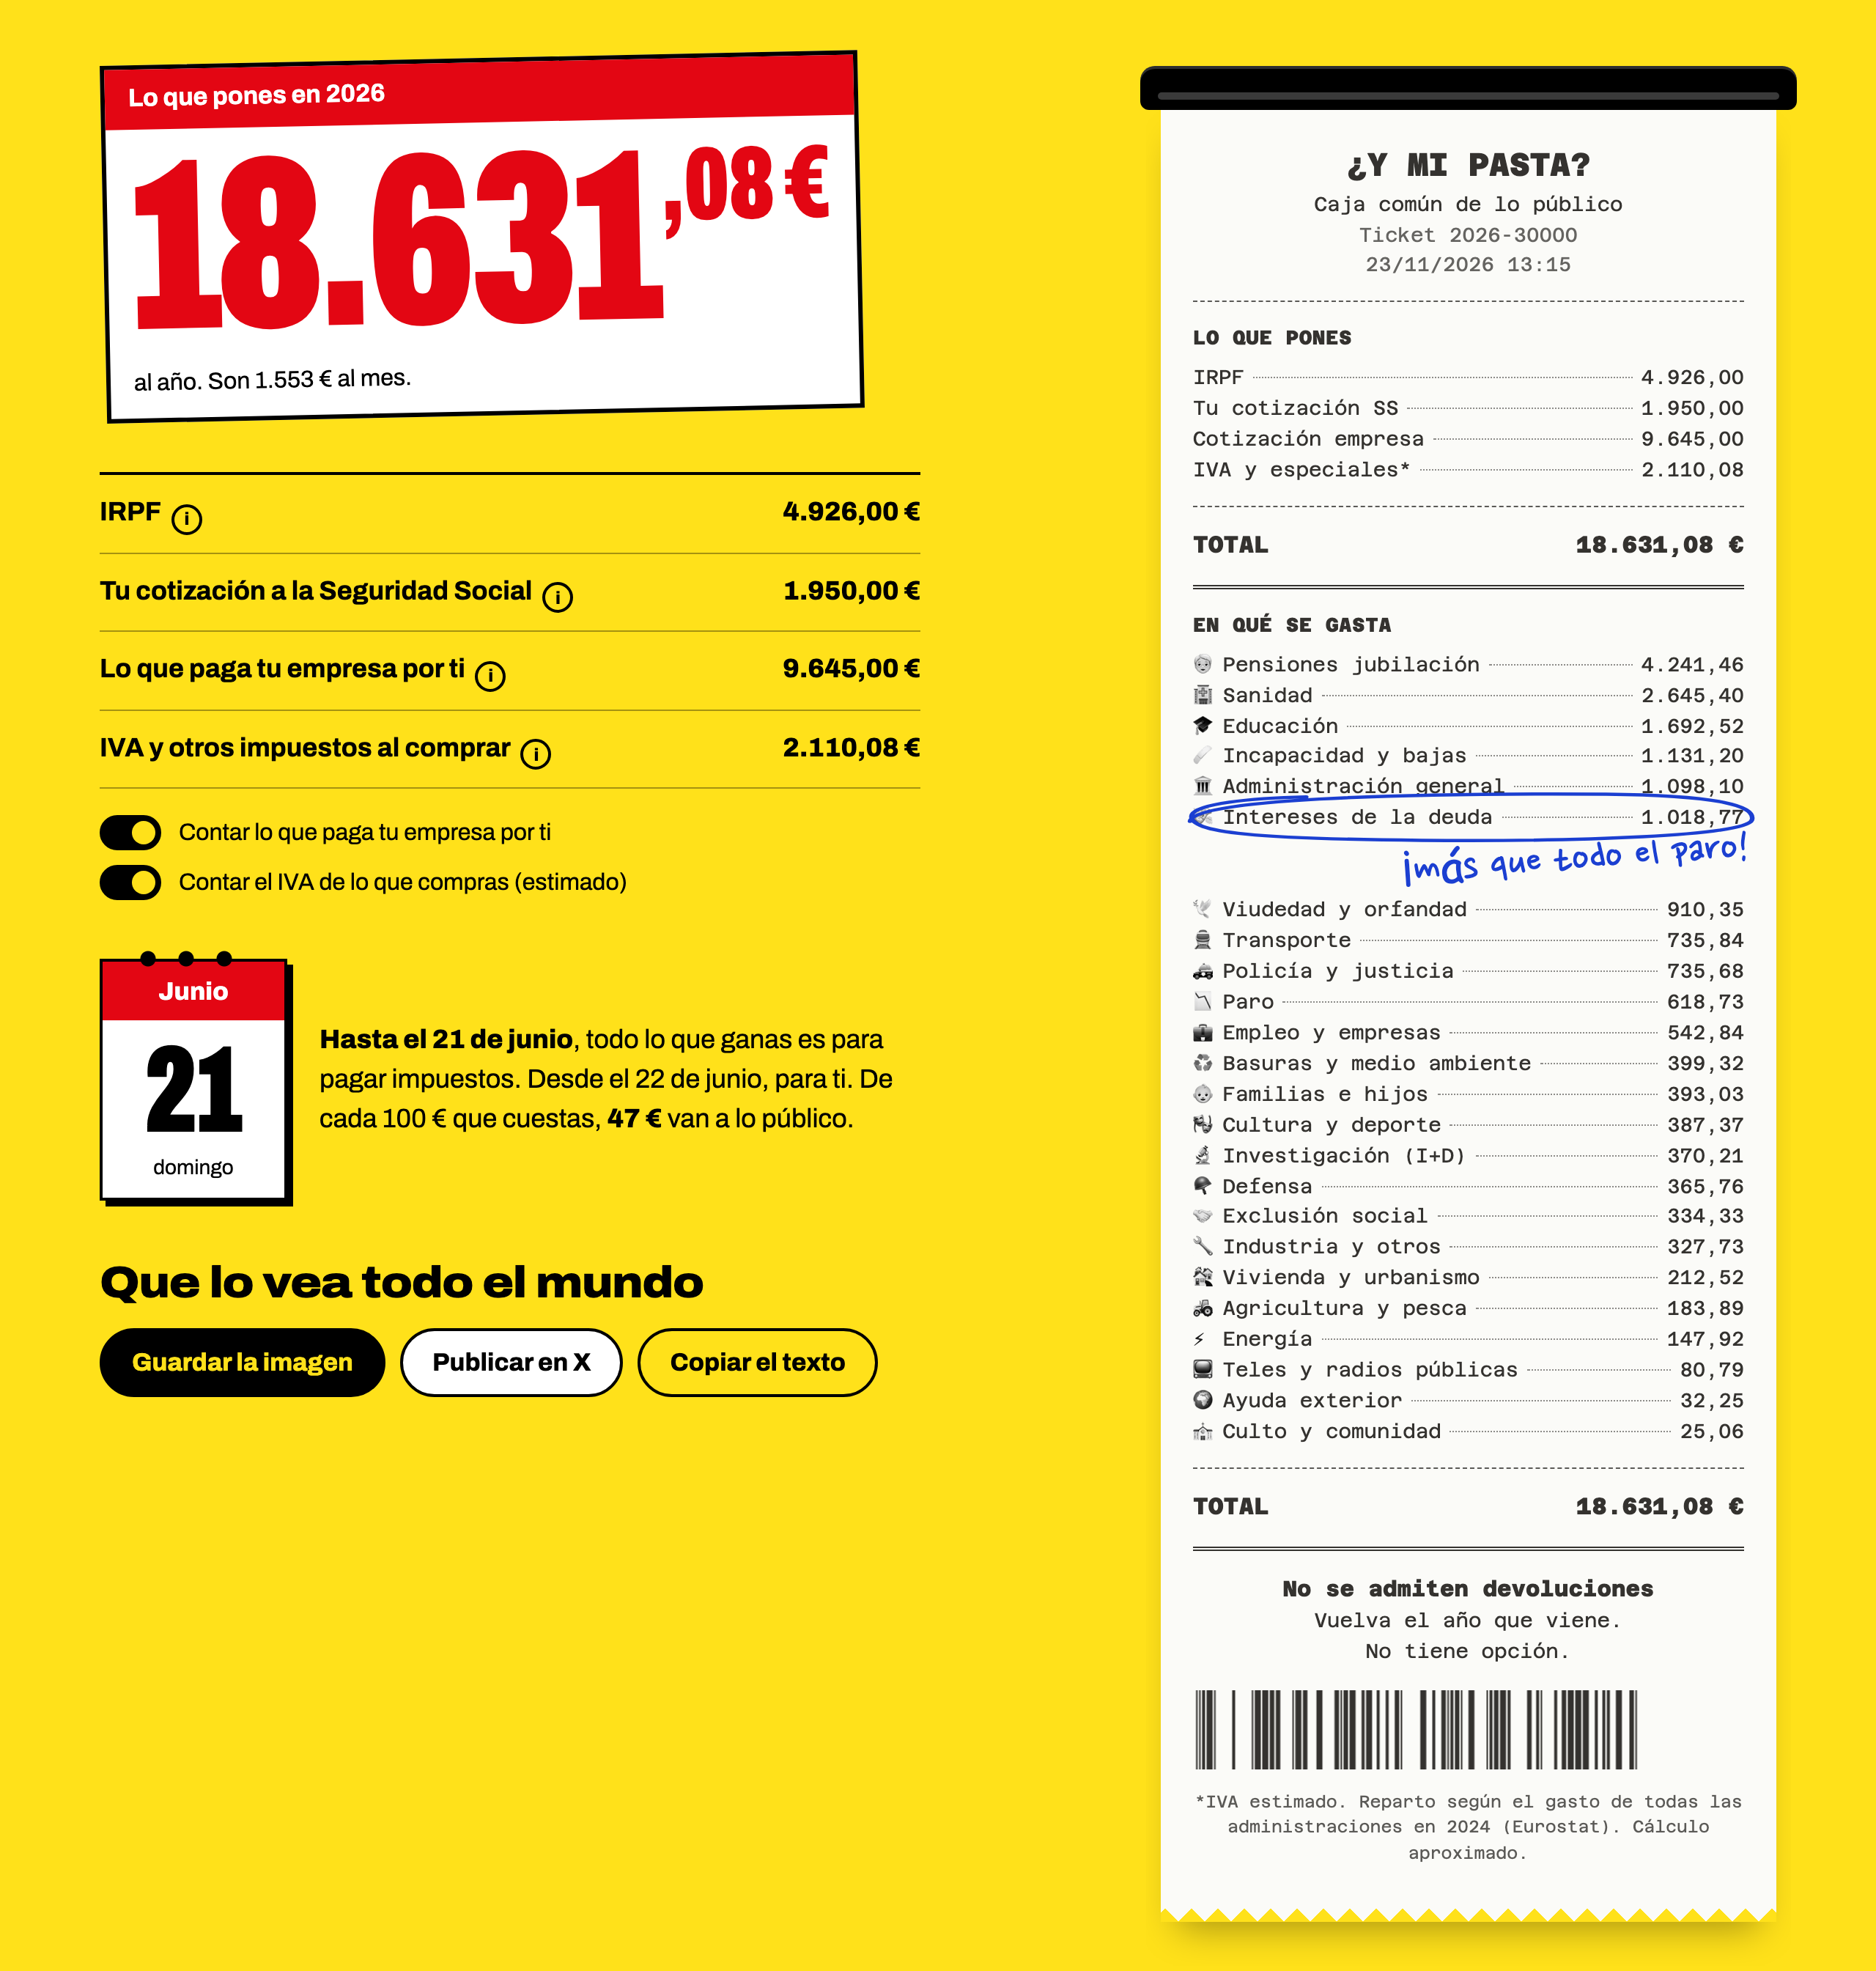 Lo que pones en 2026
18.631,08 €
al año. Son 1.553 € al mes.
IRPF i 4.926,00 €
Tu cotización a la Seguridad Social i 1.950,00 €
Lo que paga tu empresa por ti i 9.645,00 €
IVA y otros impuestos al comprar i 2.110,08 €
Contar lo que paga tu empresa por ti
Contar el IVA de lo que compras (estimado)
Junio
21
domingo
Hasta el 21 de junio, todo lo que ganas es para
pagar impuestos. Desde el 22 de junio, para ti. De
cada 100 € que cuestas, 47 € van a lo público.
Que lo vea todo el mundo
Guardar la imagen
Publicar en X
Copiar el texto
¿Y MI PASTA?
Caja común de lo público
Ticket 2026-30000
23/11/2026 13:15
LO QUE PONES
IRPF 4.926,00
Tu cotización SS 1.950,00
Cotización empresa 9.645,00
IVA y especiales* 2.110,08
TOTAL 18.631,08 €
EN QUÉ SE GASTA
Pensiones jubilación 4.241,46
Sanidad 2.645,40
Educación 1.692,52
Incapacidad y bajas 1.131,20
Administración general 1.098,10
Intereses de la deuda 1.018,77
¡más que todo el paro!
Viudedad y orfandad 910,35
Transporte 735,84
Policía y justicia 735,68
Paro 618,73
Empleo y empresas 542,84
Basuras y medio ambiente 399,32
Familias e hijos 393,03
Cultura y deporte 387,37
Investigación (I+D) 370,21
Defensa 365,76
Exclusión social 334,33
Industria y otros 327,73
Vivienda y urbanismo 212,52
Agricultura y pesca 183,89
Energía 147,92
Teles y radios públicas 80,79
Ayuda exterior 32,25
Culto y comunidad 25,06
TOTAL 18.631,08 €
No se admiten devoluciones
Vuelva el año que viene.
No tiene opción.
*IVA estimado. Reparto según el gasto de todas las
administraciones en 2024 (Eurostat). Cálculo
aproximado.